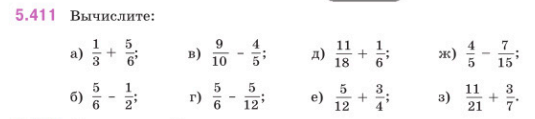 5.411 Вычислите:
а) 1/3 + 5/6; в) 9/10 - 4/5; д) 11/18 + 1/6; ж) 4/5 - 7/15;
б) 5/6 - 1/2; г) 5/6 - 5/12; е) 5/12 + 3/4; з) 11/21 + 3/7.